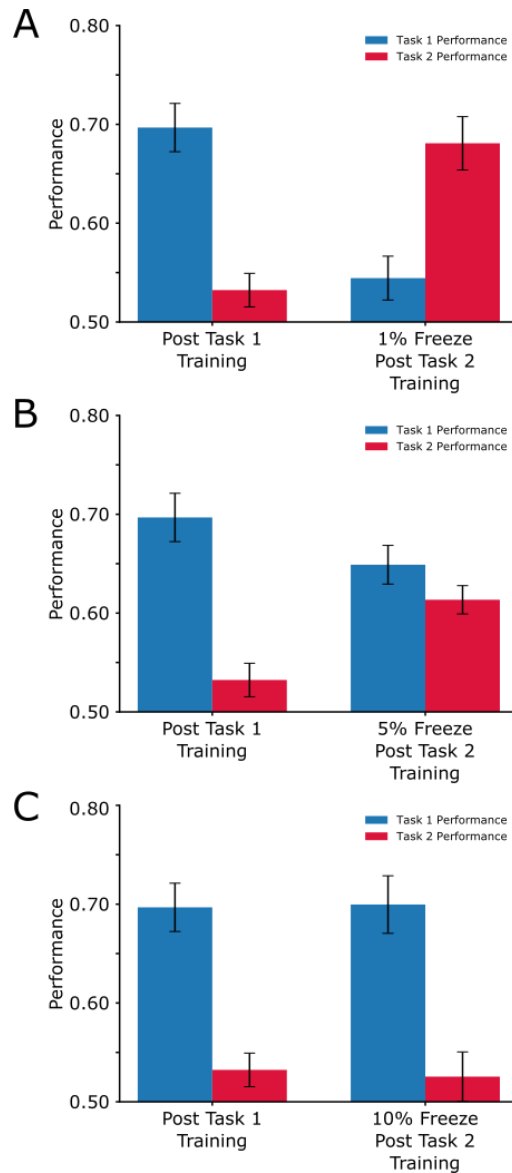 A
0.80
Task 1 Performance
Task 2 Performance
0.70
Performance
0.60
0.50
Post Task 1
Training
1% Freeze
Post Task 2
Training
B
0.80
Task 1 Performance
Task 2 Performance
0.70
Performance
0.60
0.50
Post Task 1
Training
5% Freeze
Post Task 2
Training
C
0.80
Task 1 Performance
Task 2 Performance
0.70
Performance
0.60
0.50
Post Task 1
Training
10% Freeze
Post Task 2
Training